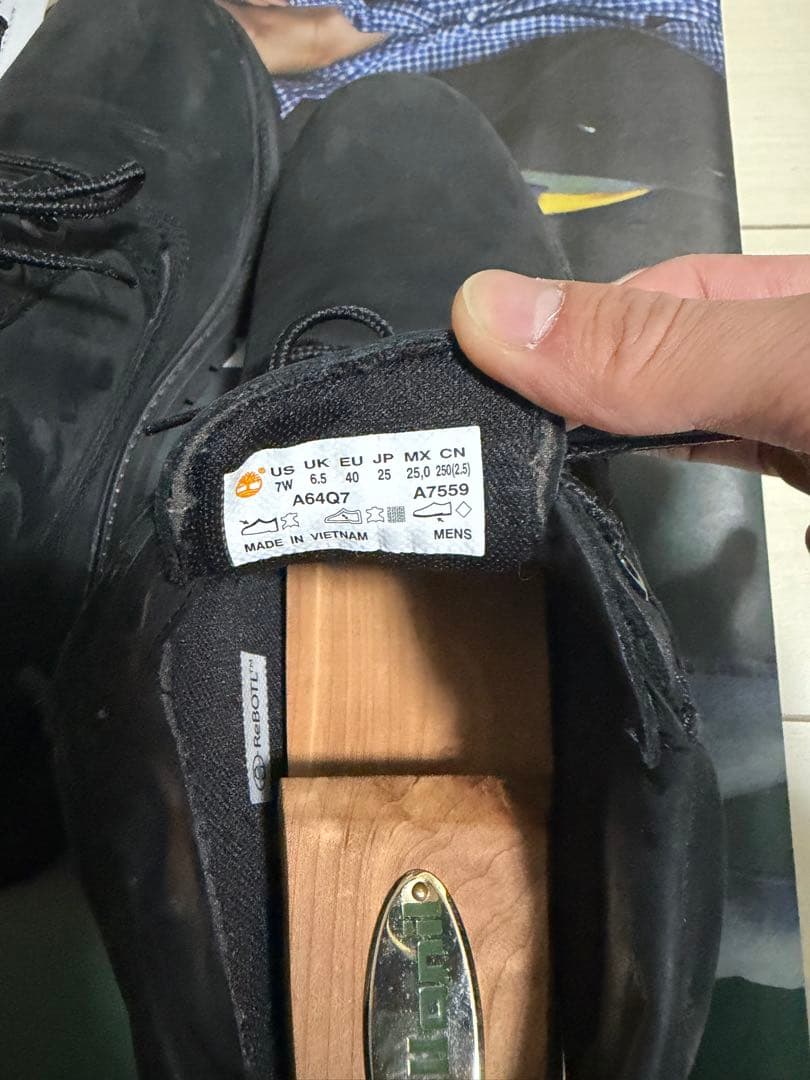 US UK EU JP MX CN
7W 6.5 40 25 25,0 250(2.5)
A64Q7 A7559
MADE IN VIETNAM MENS
ReBOTL™